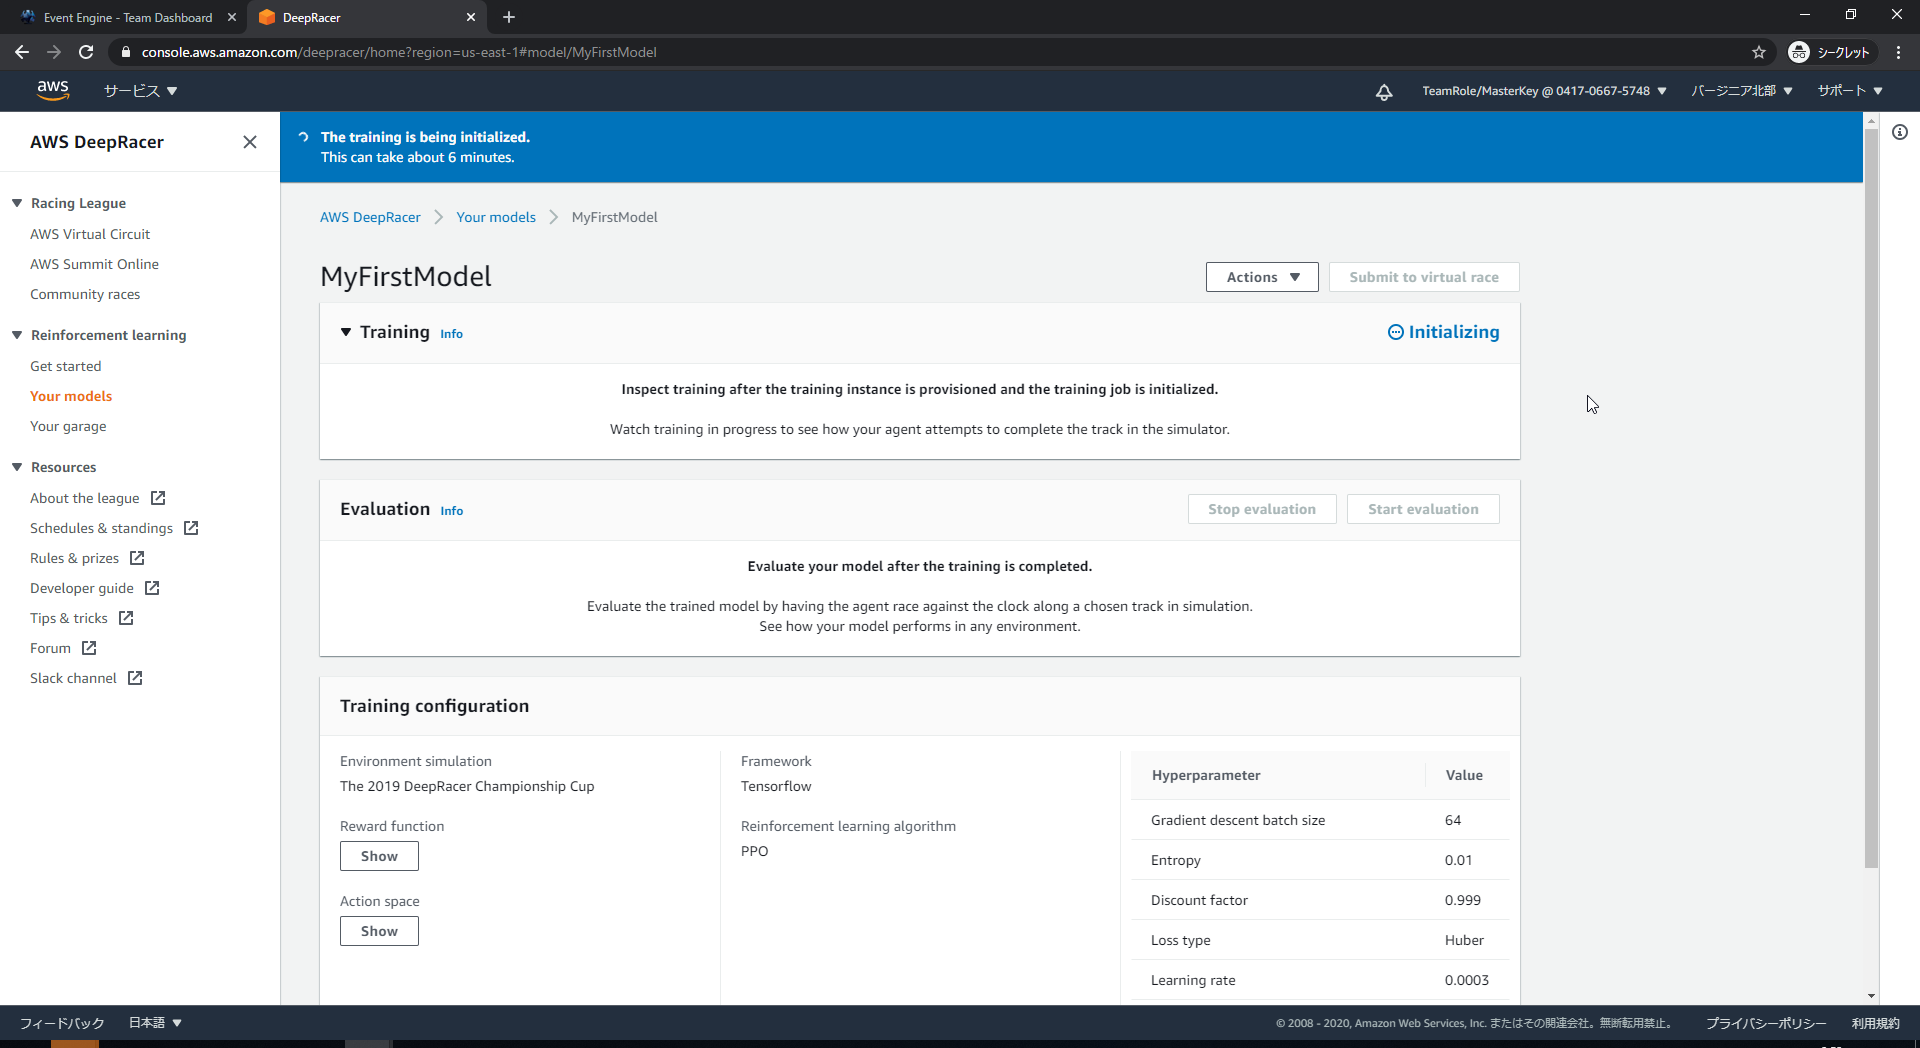 Event Engine - Team Dashboard
DeepRacer
console.aws.amazon.com/deepracer/home?region=us-east-1#model/MyFirstModel
シークレット
aws
サービス
TeamRole/MasterKey @ 0417-0667-5748
バージニア北部
サポート
AWS DeepRacer
Racing League
AWS Virtual Circuit
AWS Summit Online
Community races
Reinforcement learning
Get started
Your models
Your garage
Resources
About the league
Schedules & standings
Rules & prizes
Developer guide
Tips & tricks
Forum
Slack channel
The training is being initialized.
This can take about 6 minutes.
AWS DeepRacer
Your models
MyFirstModel
MyFirstModel
Actions
Submit to virtual race
Training Info
Initializing
Inspect training after the training instance is provisioned and the training job is initialized.
Watch training in progress to see how your agent attempts to complete the track in the simulator.
Evaluation Info
Stop evaluation
Start evaluation
Evaluate your model after the training is completed.
Evaluate the trained model by having the agent race against the clock along a chosen track in simulation.
See how your model performs in any environment.
Training configuration
Environment simulation
The 2019 DeepRacer Championship Cup
Reward function
Show
Action space
Show
Framework
Tensorflow
Reinforcement learning algorithm
PPO
Hyperparameter Value
Gradient descent batch size 64
Entropy 0.01
Discount factor 0.999
Loss type Huber
Learning rate 0.0003
フィードバック
日本語
© 2008 - 2020, Amazon Web Services, Inc. またはその関連会社。無断転用禁止。
プライバシーポリシー
利用規約